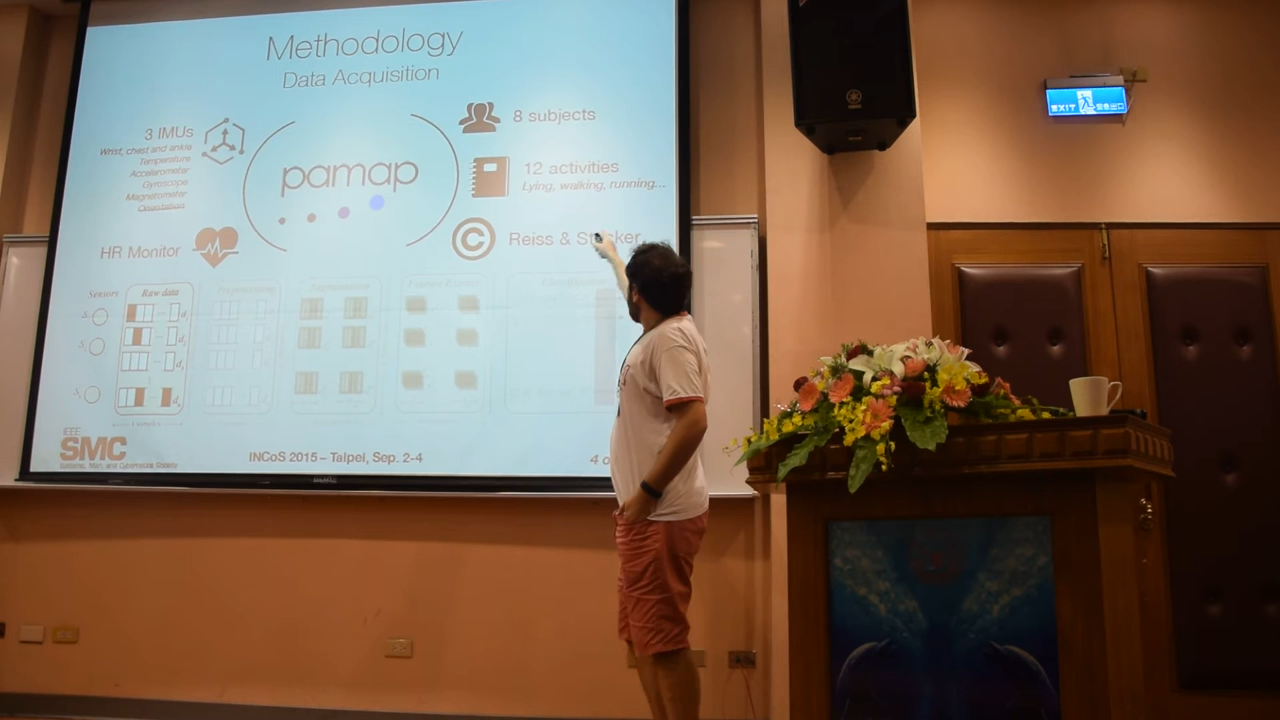 Methodology
Data Acquisition
3 IMUs
Wrist, chest and ankle
Temperature
Accelerometer
Gyroscope
Magnetometer
Orientation
HR Monitor
pamap
8 subjects
12 activities
Lying, walking, running...
Reiss &
Sensors
Raw data
IEEE
SMC
Systems, Man, and Cybernetics Society
INCoS 2015 – Taipei, Sep. 2-4
4
EXIT
YAMAHA